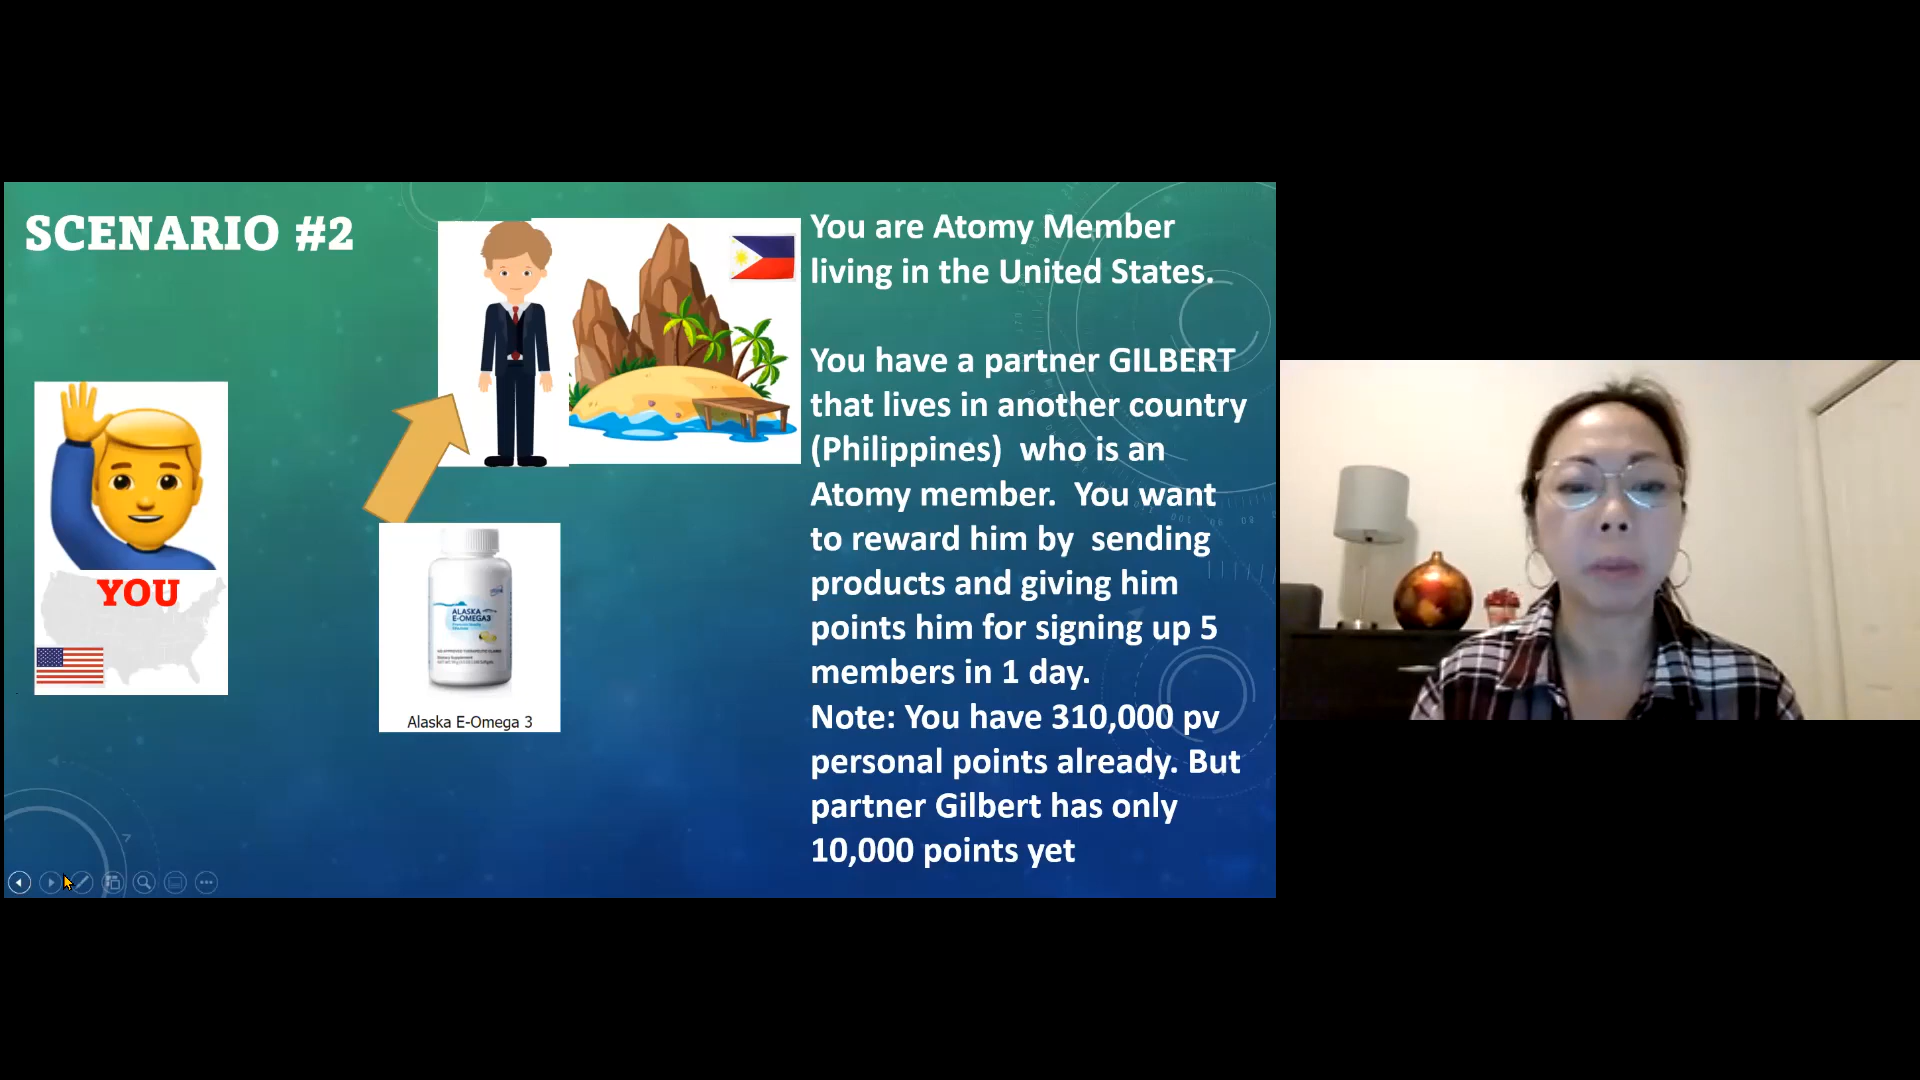 SCENARIO #2
You are Atomy Member
living in the United States.
You have a partner GILBERT
that lives in another country
(Philippines)  who is an
Atomy member.  You want
to reward him by  sending
products and giving him
points him for signing up 5
members in 1 day.
Note: You have 310,000 pv
personal points already. But
partner Gilbert has only
10,000 points yet
YOU
ALASKA
E-OMEGA3
Alaska E-Omega 3